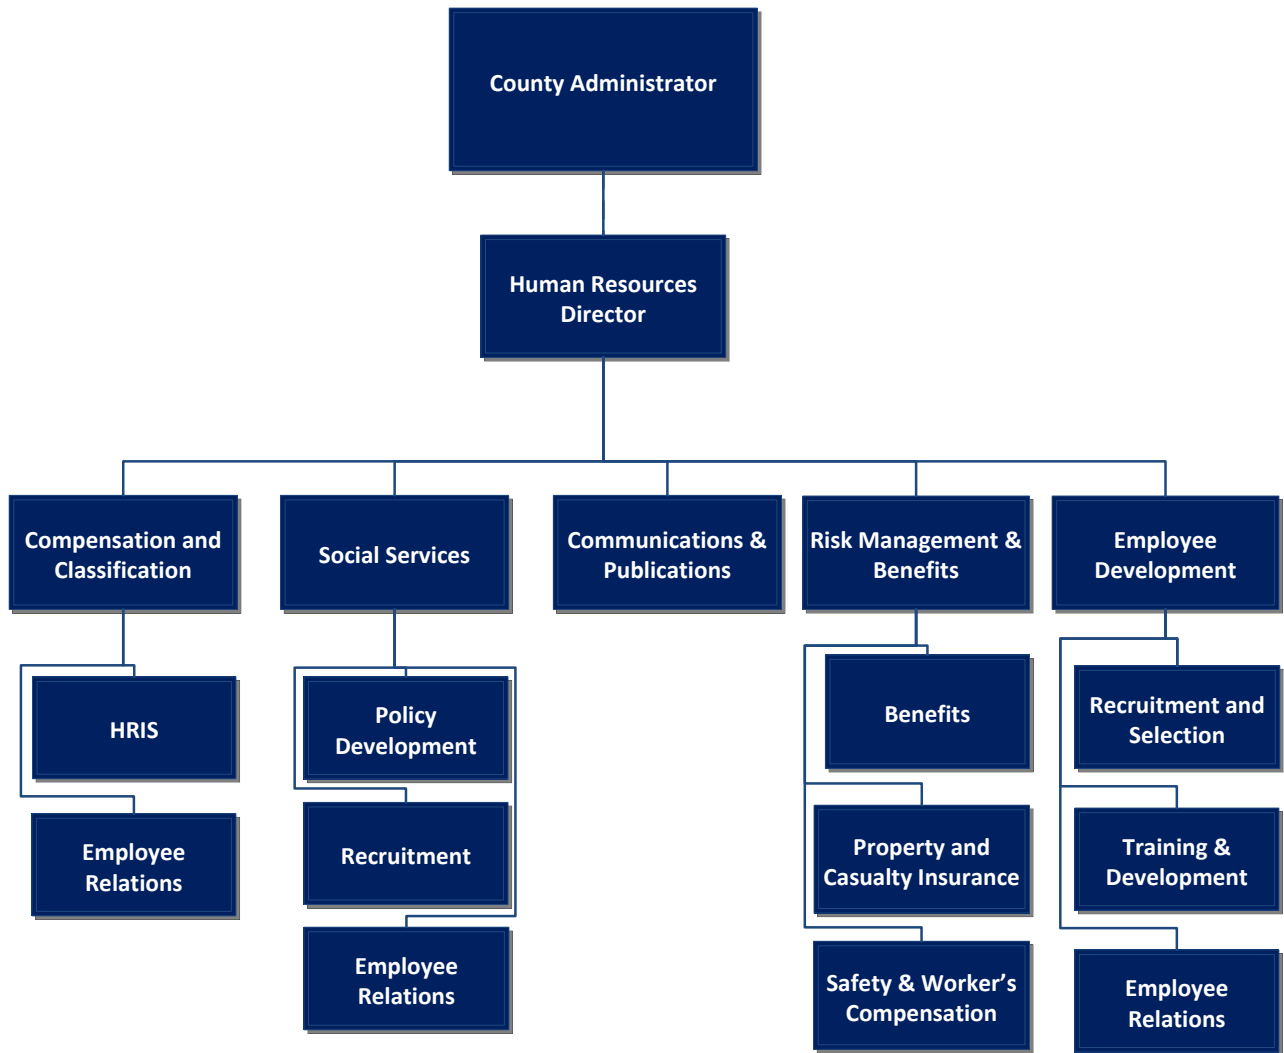 County Administrator
Human Resources
Director
Compensation and
Classification
Social Services
Communications &
Publications
Risk Management &
Benefits
Employee
Development
HRIS
Employee
Relations
Policy
Development
Recruitment
Employee
Relations
Benefits
Property and
Casualty Insurance
Safety & Worker’s
Compensation
Recruitment and
Selection
Training &
Development
Employee
Relations